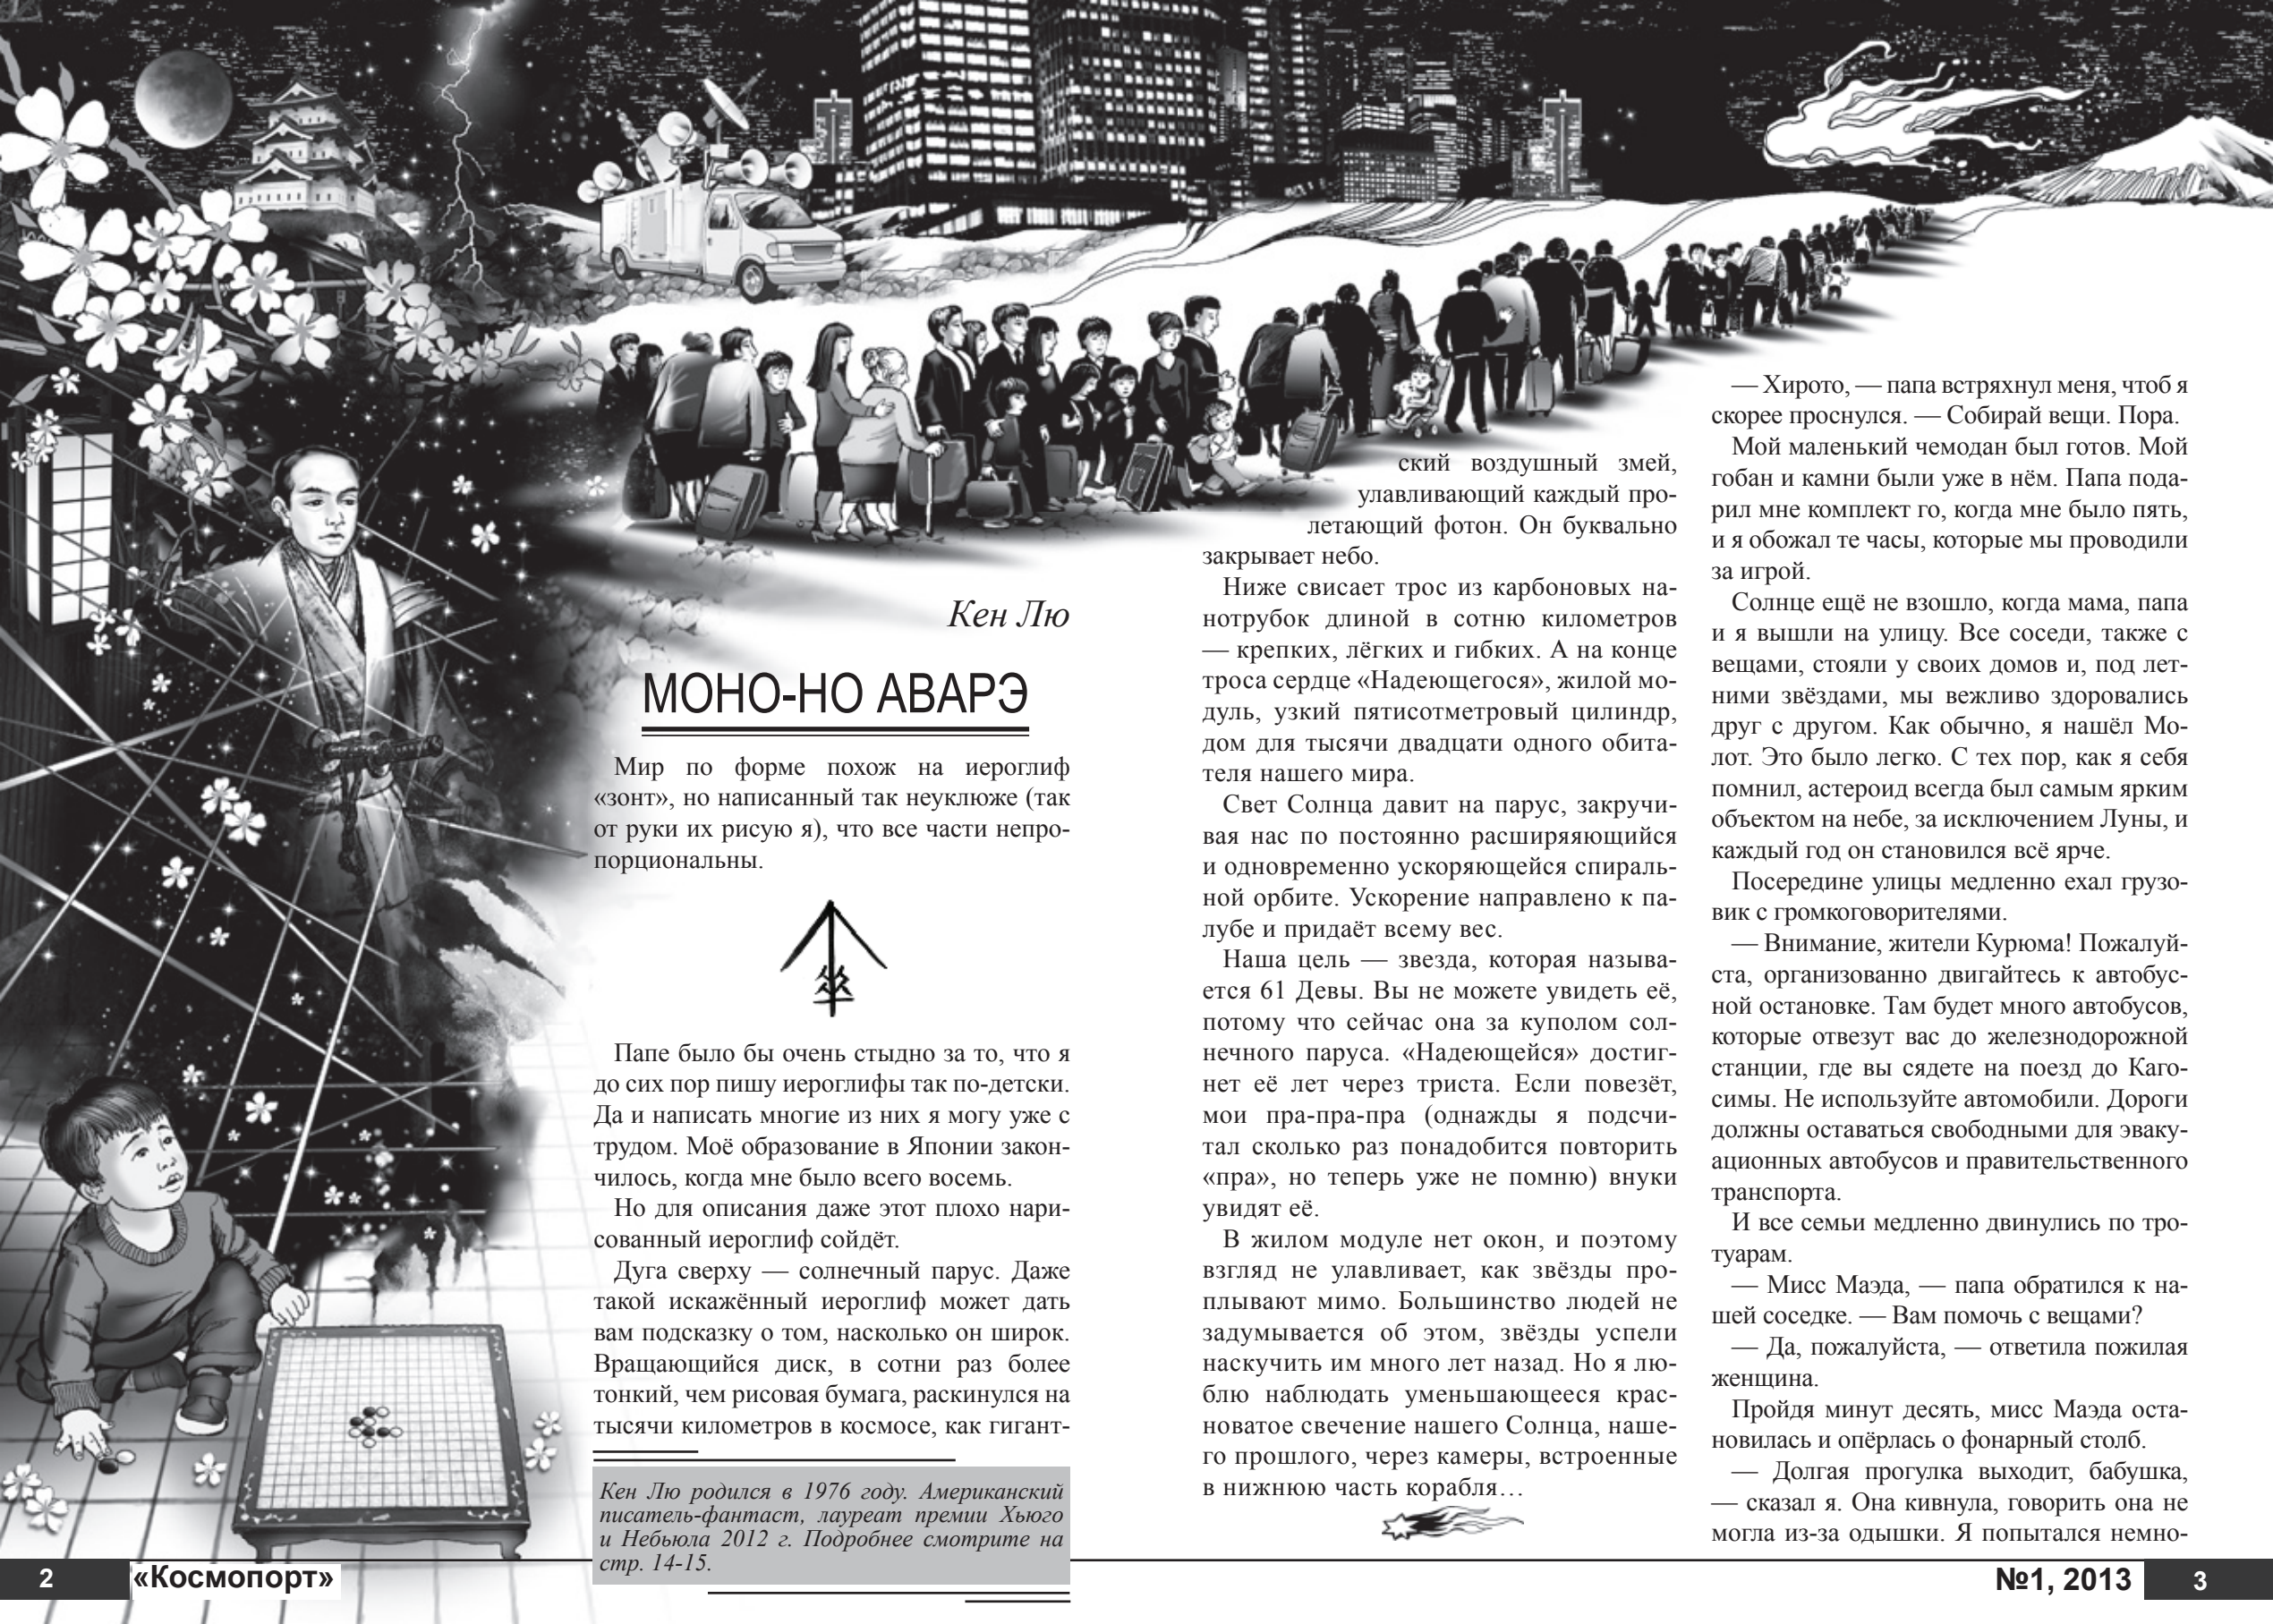 Кен Лю
МОНО-НО АВАРЭ
Мир по форме похож на иероглиф
«зонт», но написанный так неуклюже (так
от руки их рисую я), что все части непро-
порциональны.
傘
Папе было бы очень стыдно за то, что я
до сих пор пишу иероглифы так по-детски.
Да и написать многие из них я могу уже с
трудом. Моё образование в Японии закон-
чилось, когда мне было всего восемь.
Но для описания даже этот плохо нари-
сованный иероглиф сойдёт.
Дуга сверху — солнечный парус. Даже
такой искажённый иероглиф может дать
вам подсказку о том, насколько он широк.
Вращающийся диск, в сотни раз более
тонкий, чем рисовая бумага, раскинулся на
тысячи километров в космосе, как гигант-
Кен Лю родился в 1976 году. Американский
писатель-фантаст, лауреат премии Хьюго
и Небьюла 2012 г. Подробнее смотрите на
стр. 14-15.
2
«Космопорт»
ский воздушный змей,
улавливающий каждый про-
летающий фотон. Он буквально
закрывает небо.
Ниже свисает трос из карбоновых на-
нотрубок длиной в сотню километров
— крепких, лёгких и гибких. А на конце
троса сердце «Надеющегося», жилой мо-
дуль, узкий пятисотметровый цилиндр,
дом для тысячи двадцати одного обита-
теля нашего мира.
Свет Солнца давит на парус, закручи-
вая нас по постоянно расширяяющийся
и одновременно ускоряющейся спираль-
ной орбите. Ускорение направлено к па-
лубе и придаёт всему вес.
Наша цель — звезда, которая называ-
ется 61 Девы. Вы не можете увидеть её,
потому что сейчас она за куполом сол-
нечного паруса. «Надеющейся» достиг-
нет её лет через триста. Если повезёт,
мои пра-пра-пра (однажды я подсчи-
тал сколько раз понадобится повторить
«пра», но теперь уже не помню) внуки
увидят её.
В жилом модуле нет окон, и поэтому
взгляд не улавливает, как звёзды про-
плывают мимо. Большинство людей не
задумывается об этом, звёзды успели
наскучить им много лет назад. Но я лю-
блю наблюдать уменьшающееся крас-
новатое свечение нашего Солнца, наше-
го прошлого, через камеры, встроенные
в нижнюю часть корабля…
— Хирото, — папа встряхнул меня, чтоб я
скорее проснулся. — Собирай вещи. Пора.
Мой маленький чемодан был готов. Мой
гобан и камни были уже в нём. Папа пода-
рил мне комплект го, когда мне было пять,
и я обожал те часы, которые мы проводили
за игрой.
Солнце ещё не взошло, когда мама, папа
и я вышли на улицу. Все соседи, также с
вещами, стояли у своих домов и, под лет-
ними звёздами, мы вежливо здоровались
друг с другом. Как обычно, я нашёл Мо-
лот. Это было легко. С тех пор, как я себя
помнил, астероид всегда был самым ярким
объектом на небе, за исключением Луны, и
каждый год он становился всё ярче.
Посередине улицы медленно ехал грузо-
вик с громкоговорителями.
— Внимание, жители Курюма! Пожалуй-
ста, организованно двигайтесь к автобус-
ной остановке. Там будет много автобусов,
которые отвезут вас до железнодорожной
станции, где вы сядете на поезд до Каго-
симы. Не используйте автомобили. Дороги
должны оставаться свободными для эваку-
ационных автобусов и правительственного
транспорта.
И все семьи медленно двинулись по тро-
туарам.
— Мисс Маэда, — папа обратился к на-
шей соседке. — Вам помочь с вещами?
— Да, пожалуйста, — ответила пожилая
женщина.
Пройдя минут десять, мисс Маэда оста-
новилась и опёрлась о фонарный столб.
— Долгая прогулка выходит, бабушка,
— сказал я. Она кивнула, говорить она не
могла из-за одышки. Я попытался немно-
№1, 2013
3